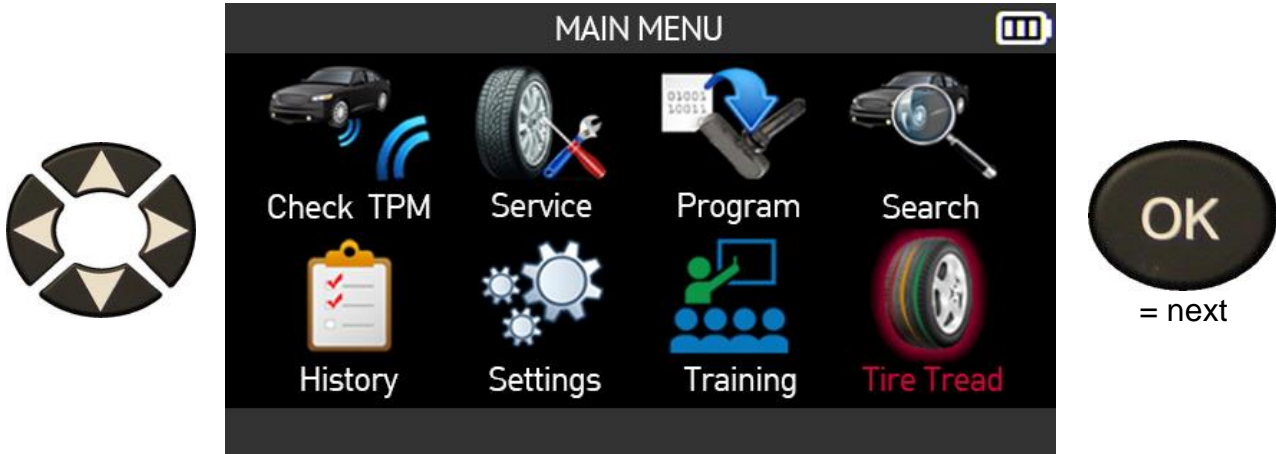 MAIN MENU
01001
10011
Check TPM
Service
Program
Search
OK
= next
History
Settings
Training
Tire Tread